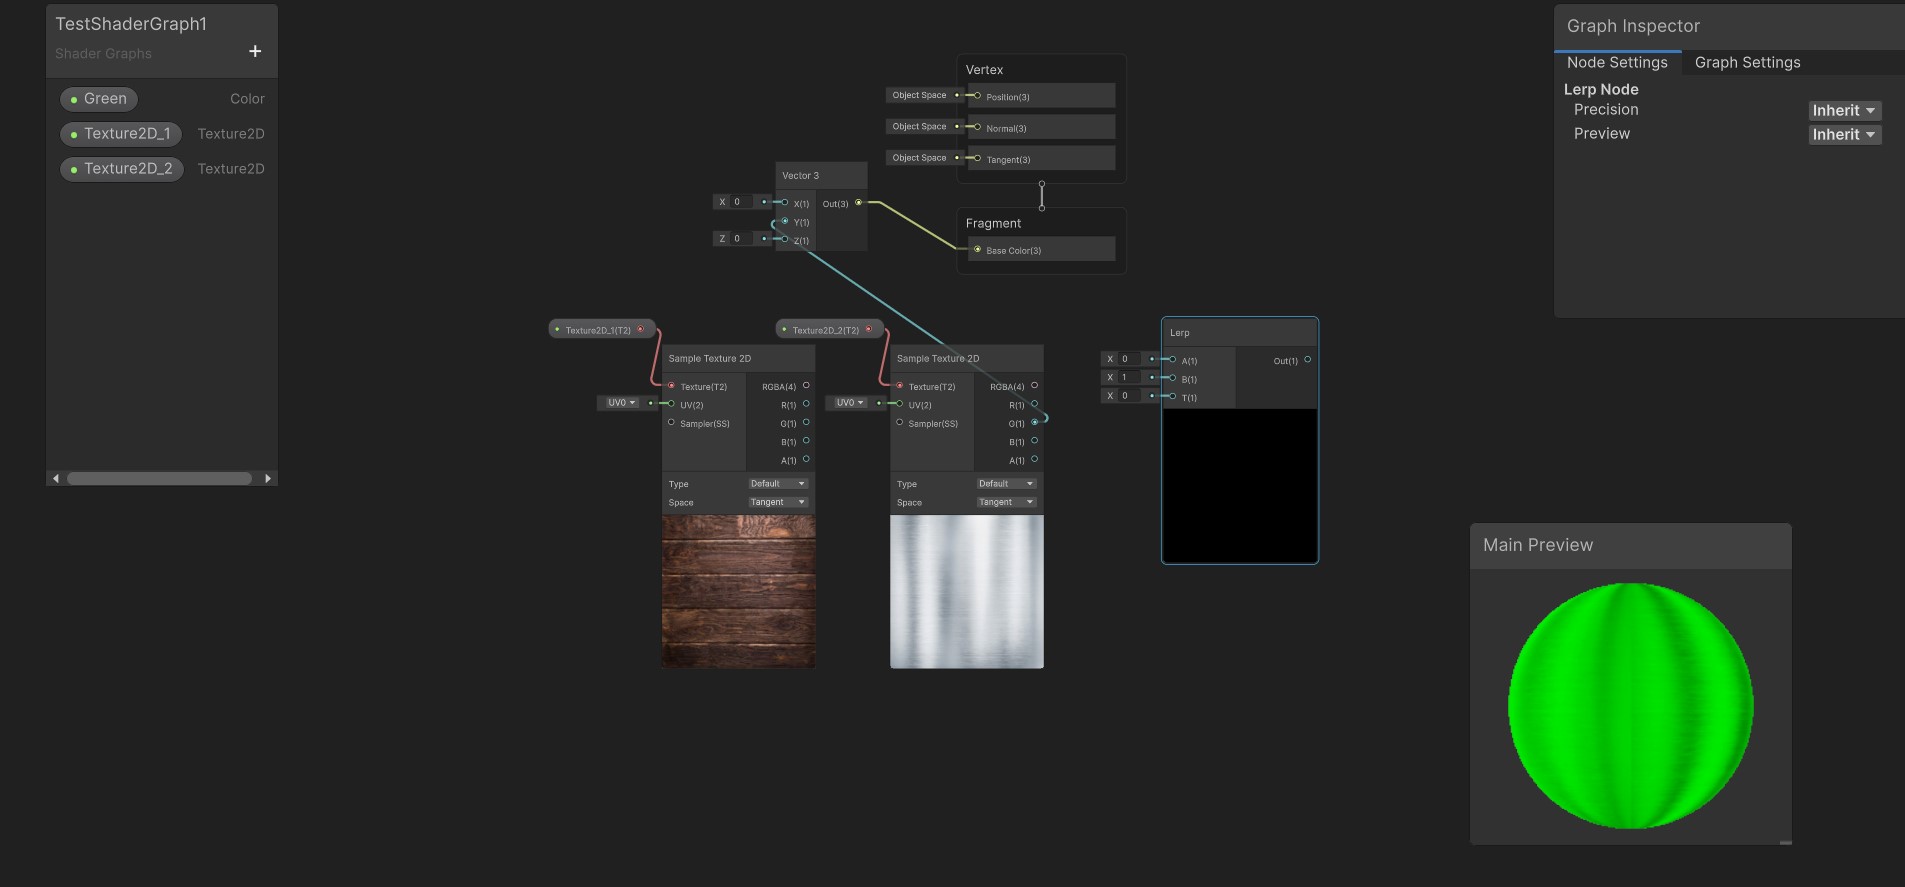 TestShaderGraph1
Shader Graphs
+
Green Color
Texture2D_1 Texture2D
Texture2D_2 Texture2D
Vertex
Object Space Position(3)
Object Space Normal(3)
Object Space Tangent(3)
Fragment
Base Color(3)
Vector 3
X 0 X(1) Out(3)
Y(1)
Z 0 Z(1)
Texture2D_1(T2)
Sample Texture 2D
Texture(T2) RGBA(4)
UV0 UV(2) R(1)
Sampler(SS) G(1)
B(1)
A(1)
Type Default
Space Tangent
Texture2D_2(T2)
Sample Texture 2D
Texture(T2) RGBA(4)
UV0 UV(2) R(1)
Sampler(SS) G(1)
B(1)
A(1)
Type Default
Space Tangent
Lerp
X 0 A(1) Out(1)
X 1 B(1)
X 0 T(1)
Graph Inspector
Node Settings Graph Settings
Lerp Node
Precision Inherit
Preview Inherit
Main Preview